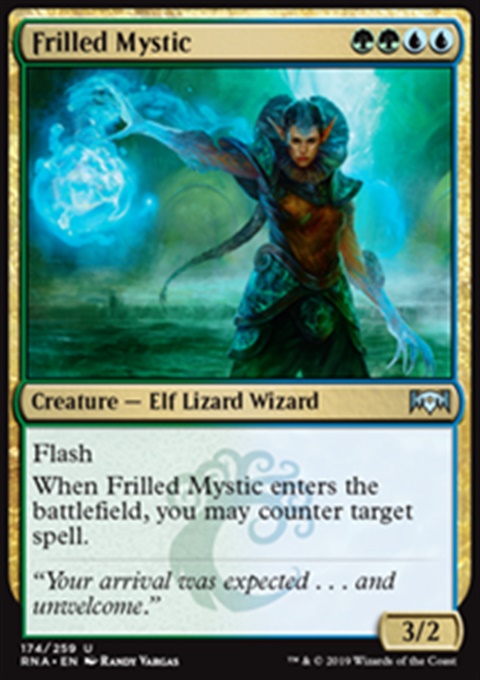 Frilled Mystic
Creature — Elf Lizard Wizard
Flash
When Frilled Mystic enters the
battlefield, you may counter target
spell.
“Your arrival was expected . . . and
unwelcome.”
3/2
174/259 U
RNA • EN Randy Vargas
™ & © 2019 Wizards of the Coast